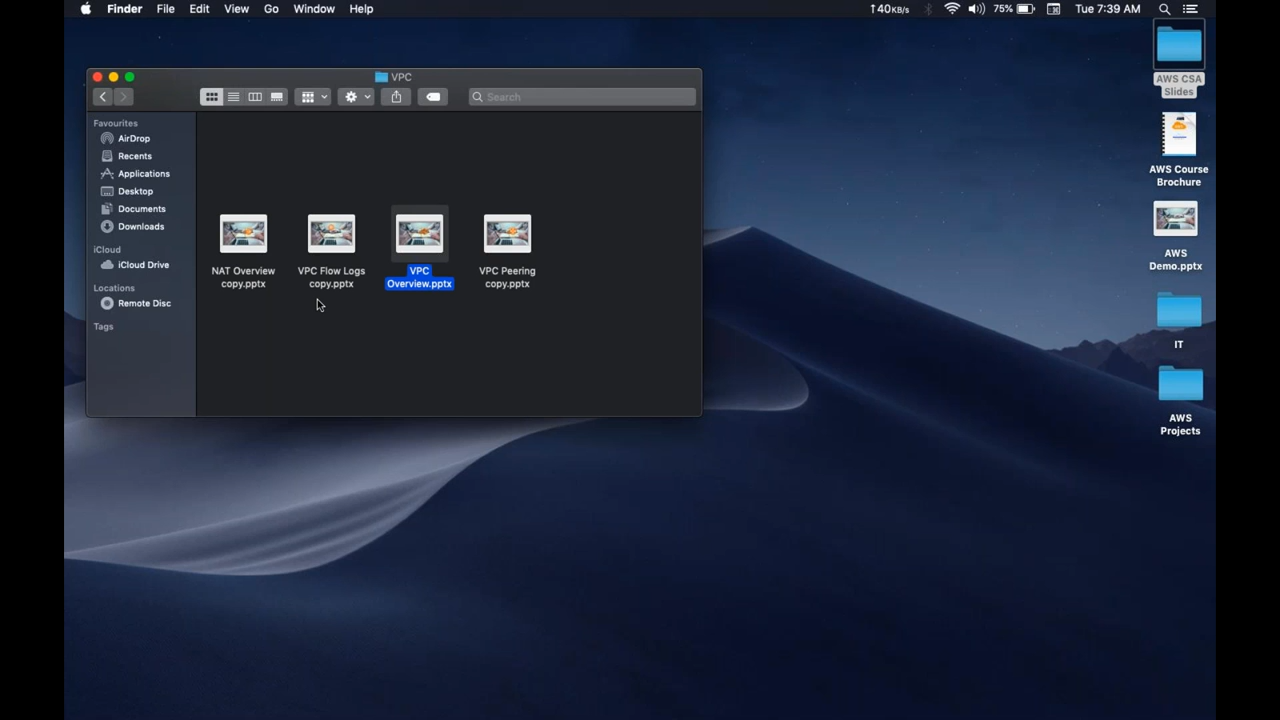 Finder File Edit View Go Window Help
↑40KB/s 75% Tue 7:39 AM
VPC
Search
Favourites
AirDrop
Recents
Applications
Desktop
Documents
Downloads
iCloud
iCloud Drive
Locations
Remote Disc
Tags
NAT Overview
copy.pptx
VPC Flow Logs
copy.pptx
VPC
Overview.pptx
VPC Peering
copy.pptx
AWS CSA
Slides
AWS Course
Brochure
AWS
Demo.pptx
IT
AWS
Projects